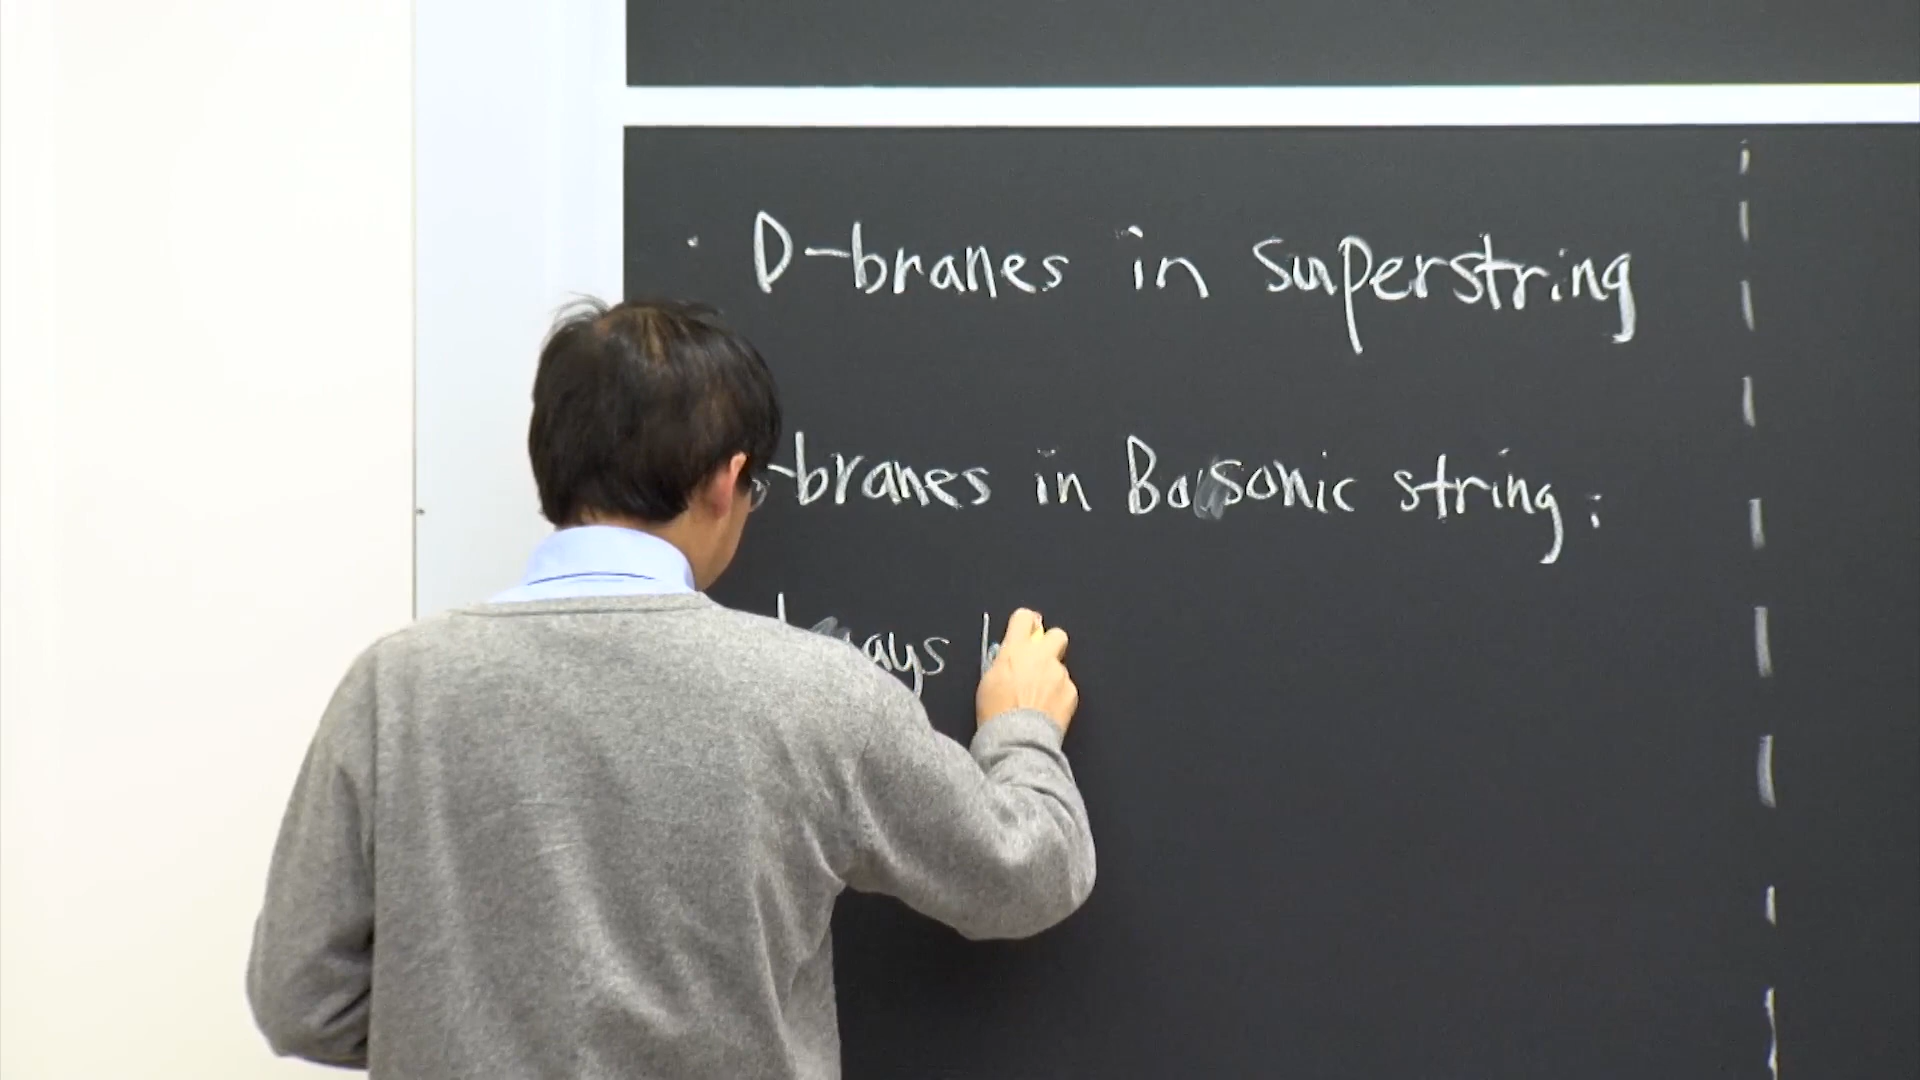 · D-branes in superstring
-branes in Bosonic string:
ays